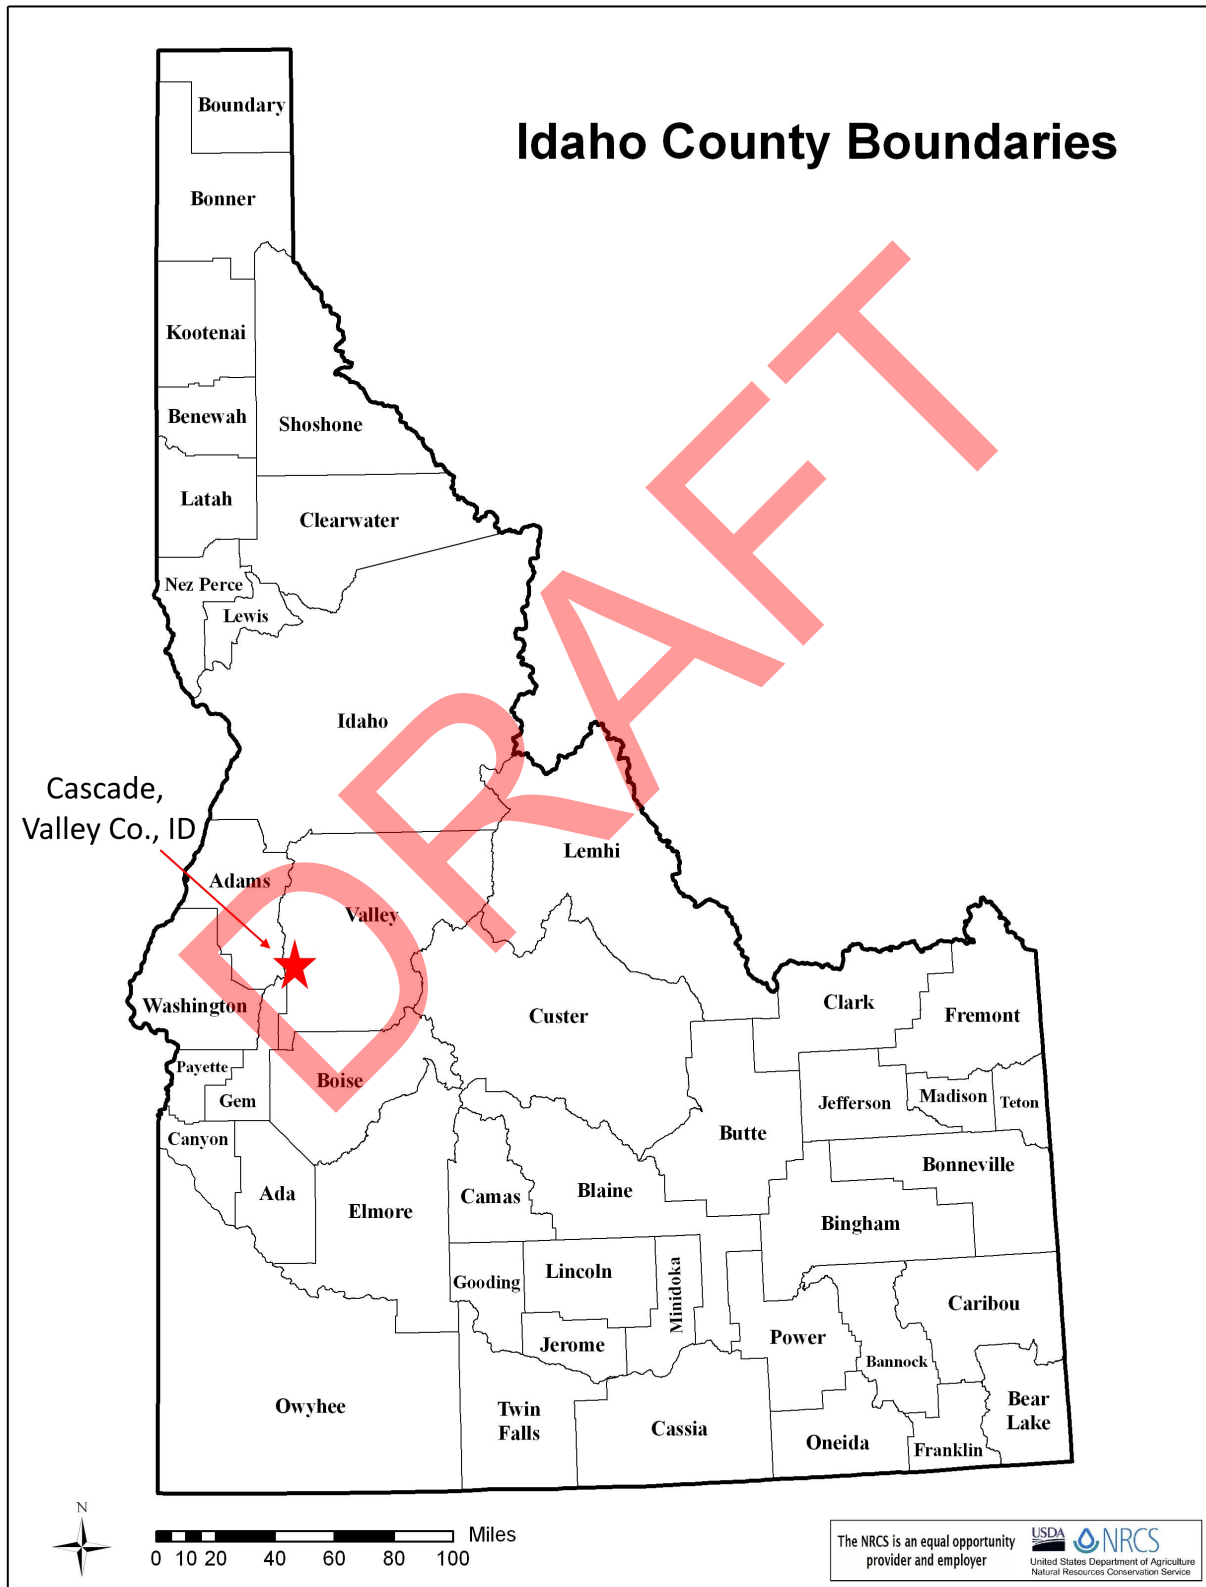 Idaho County Boundaries
Boundary
Bonner
Kootenai
Benewah
Shoshone
Latah
Clearwater
Nez Perce
Lewis
Idaho
Cascade,
Valley Co., ID
Lemhi
Adams
Valley
Washington
Custer
Clark
Fremont
Payette
Boise
Gem
Jefferson
Madison
Teton
Canyon
Butte
Bonneville
Ada
Elmore
Camas
Blaine
Bingham
Gooding
Lincoln
Minidoka
Caribou
Jerome
Power
Bannock
Owyhee
Twin
Falls
Cassia
Oneida
Franklin
Bear
Lake
DRAFT
N
Miles
0 10 20 40 60 80 100
The NRCS is an equal opportunity
provider and employer
USDA
NRCS
United States Department of Agriculture
Natural Resources Conservation Service